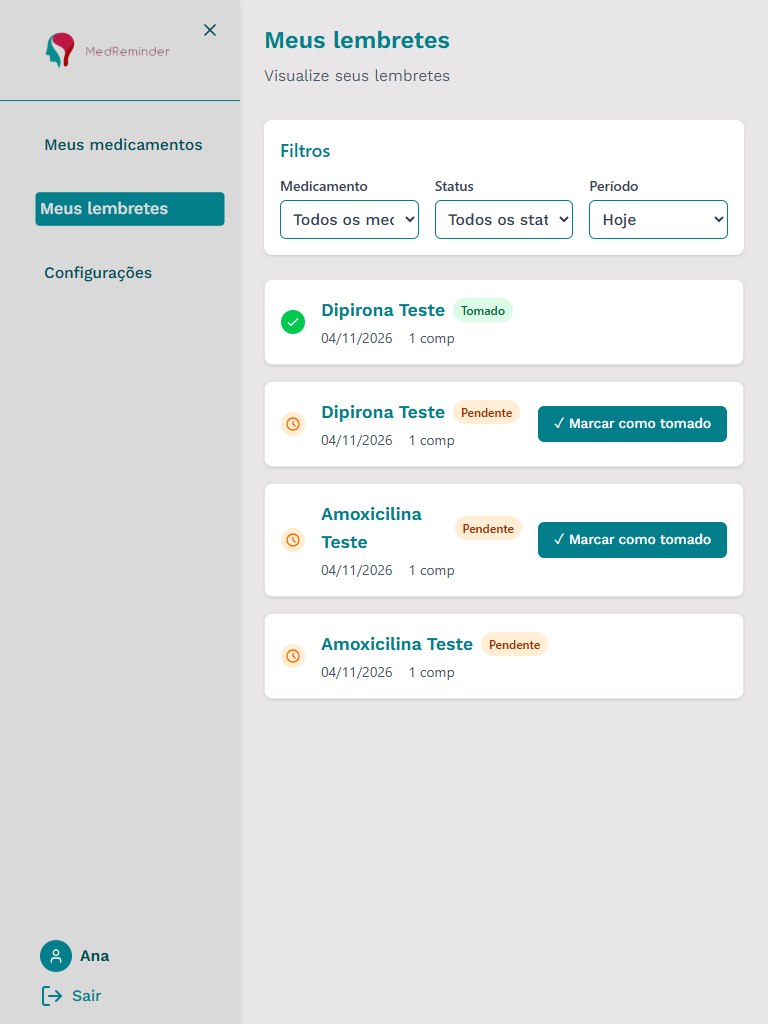 MedReminder
Meus medicamentos
Meus lembretes
Configurações
Ana
Sair
Meus lembretes
Visualize seus lembretes
Filtros
Medicamento
Todos os med
Status
Todos os stat
Período
Hoje
Dipirona Teste Tomado
04/11/2026 1 comp
Dipirona Teste Pendente
04/11/2026 1 comp
✓ Marcar como tomado
Amoxicilina
Teste
Pendente
04/11/2026 1 comp
✓ Marcar como tomado
Amoxicilina Teste Pendente
04/11/2026 1 comp